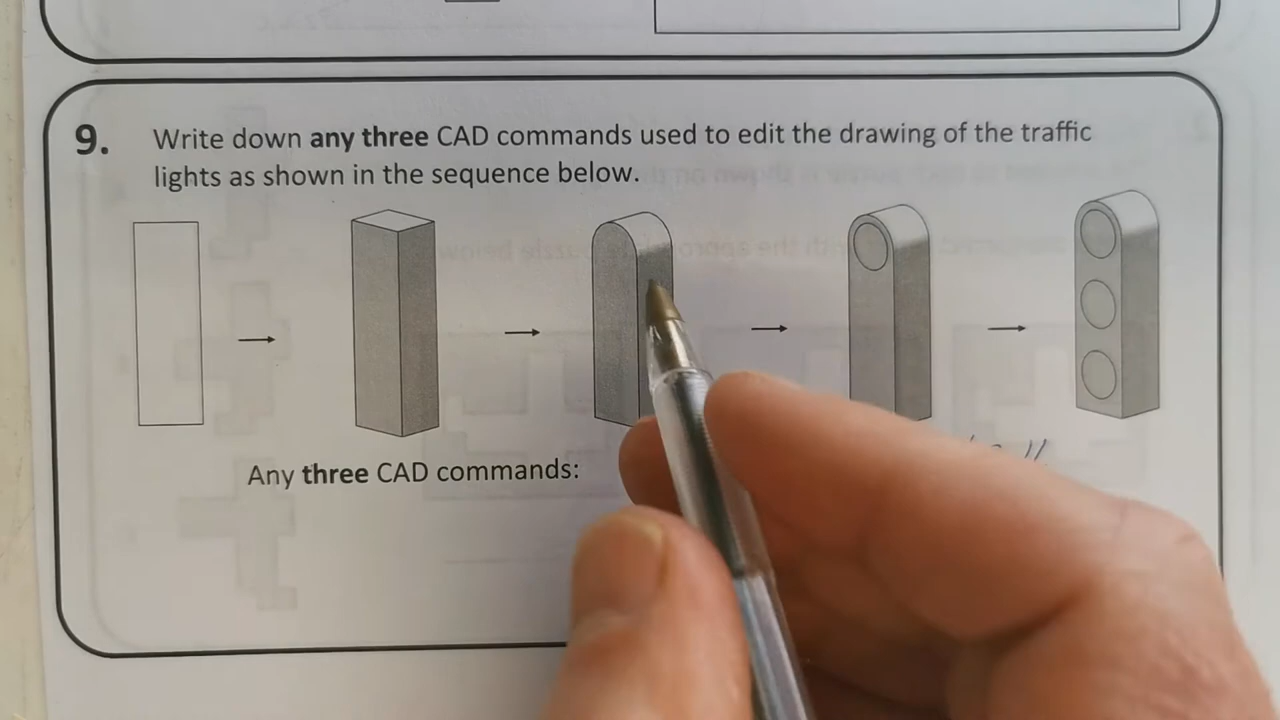 9. Write down any three CAD commands used to edit the drawing of the traffic
lights as shown in the sequence below.
Any three CAD commands: